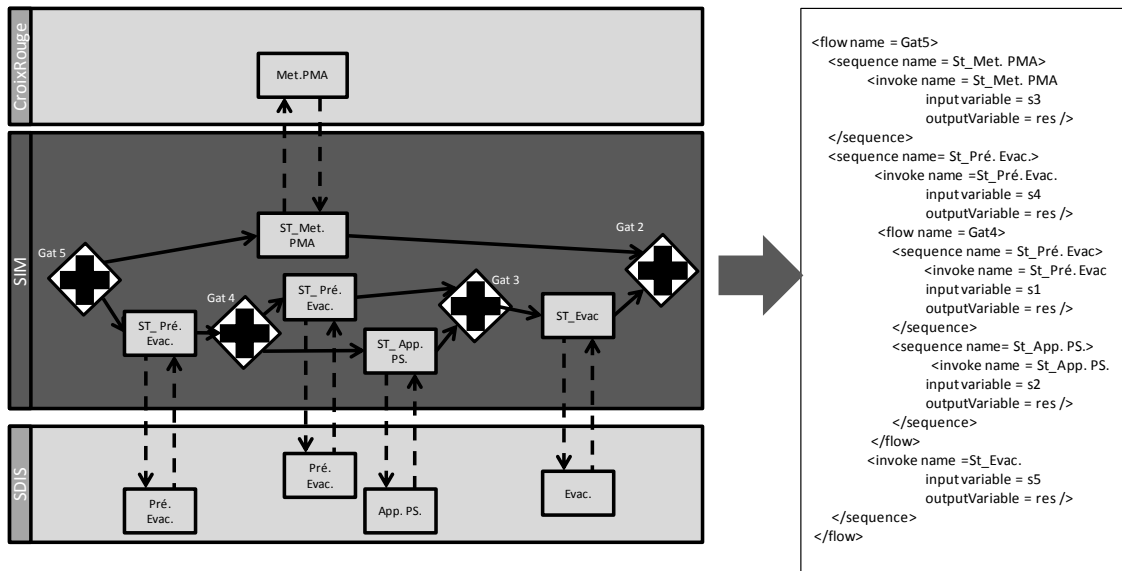 CroixRouge
Met.PMA
SIM
Gat 5
ST_Met.
PMA
Gat 2
Gat 4
ST_ Pré.
Evac.
Gat 3
ST_ Pré.
Evac.
ST_ App.
PS.
ST_Evac
SDIS
Pré.
Evac.
Pré.
Evac.
App. PS.
Evac.
<flow name = Gat5>
<sequence name = St_Met. PMA>
<invoke name = St_Met. PMA
input variable = s3
outputVariable = res />
</sequence>
<sequence name= St_Pré. Evac.>
<invoke name =St_Pré. Evac.
input variable = s4
outputVariable = res />
<flow name = Gat4>
<sequence name = St_Pré. Evac>
<invoke name = St_Pré. Evac
input variable = s1
outputVariable = res />
</sequence>
<sequence name= St_App. PS.>
<invoke name = St_App. PS.
input variable = s2
outputVariable = res />
</sequence>
</flow>
<invoke name =St_Evac.
input variable = s5
outputVariable = res />
</sequence>
</flow>